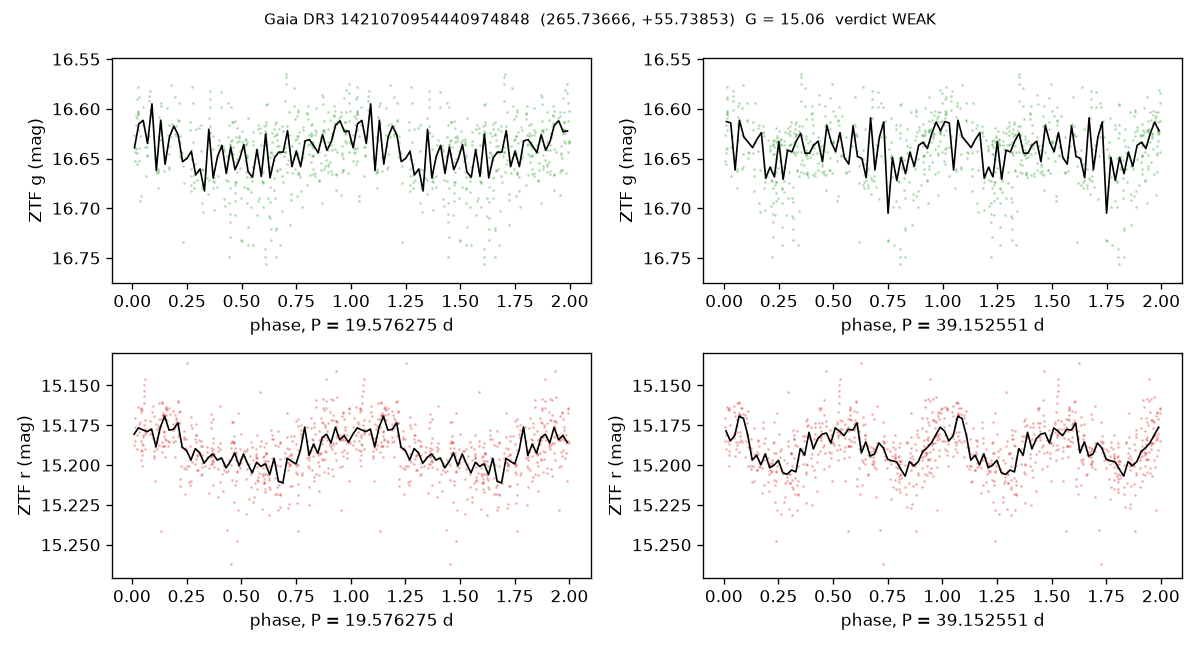 Gaia DR3 1421070954440974848 (265.73666, +55.73853) G = 15.06 verdict WEAK
16.55
16.60
16.65
16.70
16.75
ZTF g (mag)
0.00 0.25 0.50 0.75 1.00 1.25 1.50 1.75 2.00
phase, P = 19.576275 d
16.55
16.60
16.65
16.70
16.75
ZTF g (mag)
0.00 0.25 0.50 0.75 1.00 1.25 1.50 1.75 2.00
phase, P = 39.152551 d
15.150
15.175
15.200
15.225
15.250
ZTF r (mag)
0.00 0.25 0.50 0.75 1.00 1.25 1.50 1.75 2.00
phase, P = 19.576275 d
15.150
15.175
15.200
15.225
15.250
ZTF r (mag)
0.00 0.25 0.50 0.75 1.00 1.25 1.50 1.75 2.00
phase, P = 39.152551 d